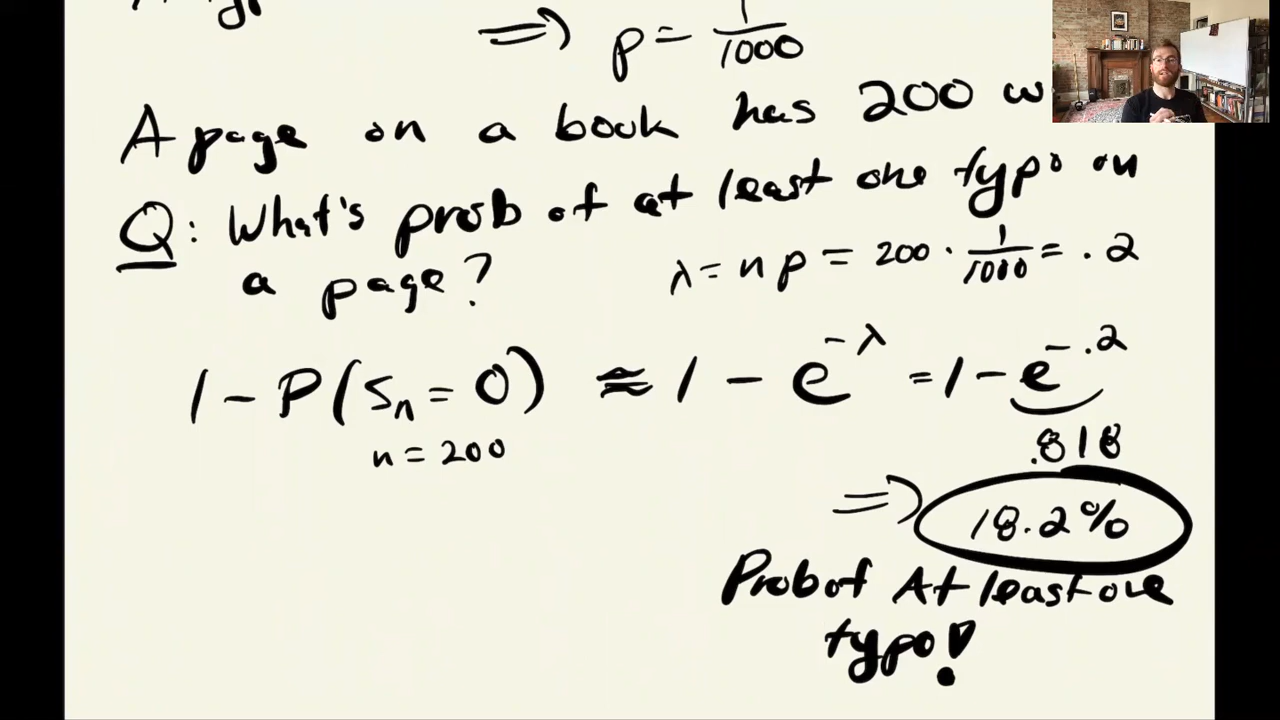 ⇒ p = 1/1000
A page on a book has 200 w
Q: What's prob of at least one typo on
a page?
λ = np = 200 · 1/1000 = .2
1 - P(Sn = 0) ≈ 1 - e^-λ = 1 - e^-.2
n = 200
.818
⇒ 18.2%
Prob of At least one
typo!